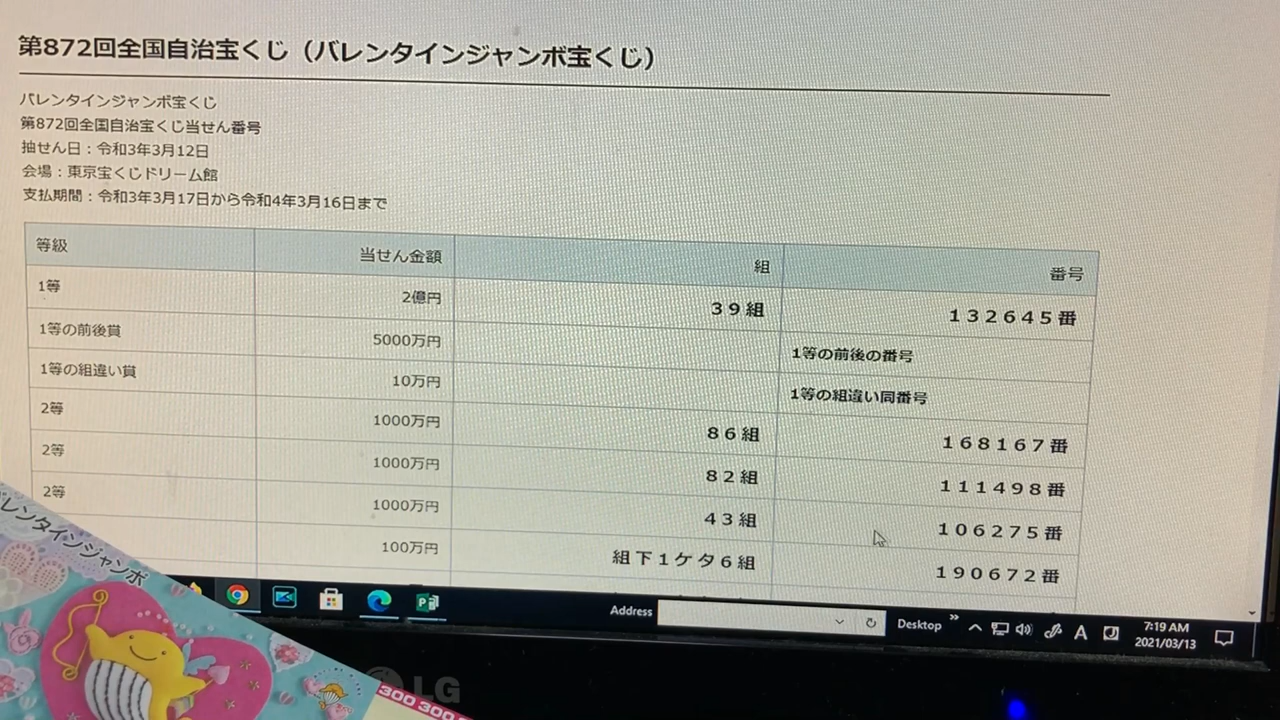 第872回全国自治宝くじ（バレンタインジャンボ宝くじ）
バレンタインジャンボ宝くじ
第872回全国自治宝くじ当せん番号
抽せん日：令和3年3月12日
会場：東京宝くじドリーム館
支払期間：令和3年3月17日から令和4年3月16日まで
等級 当せん金額 組 番号
1等 2億円 39組 132645番
1等の前後賞 5000万円 1等の前後の番号
1等の組違い賞 10万円 1等の組違い同番号
2等 1000万円 86組 168167番
2等 1000万円 82組 111498番
2等 1000万円 43組 106275番
100万円 組下1ケタ6組 190672番
Address
Desktop
A
7:19 AM
2021/03/13
レンタインジャンボ
LG
300 300